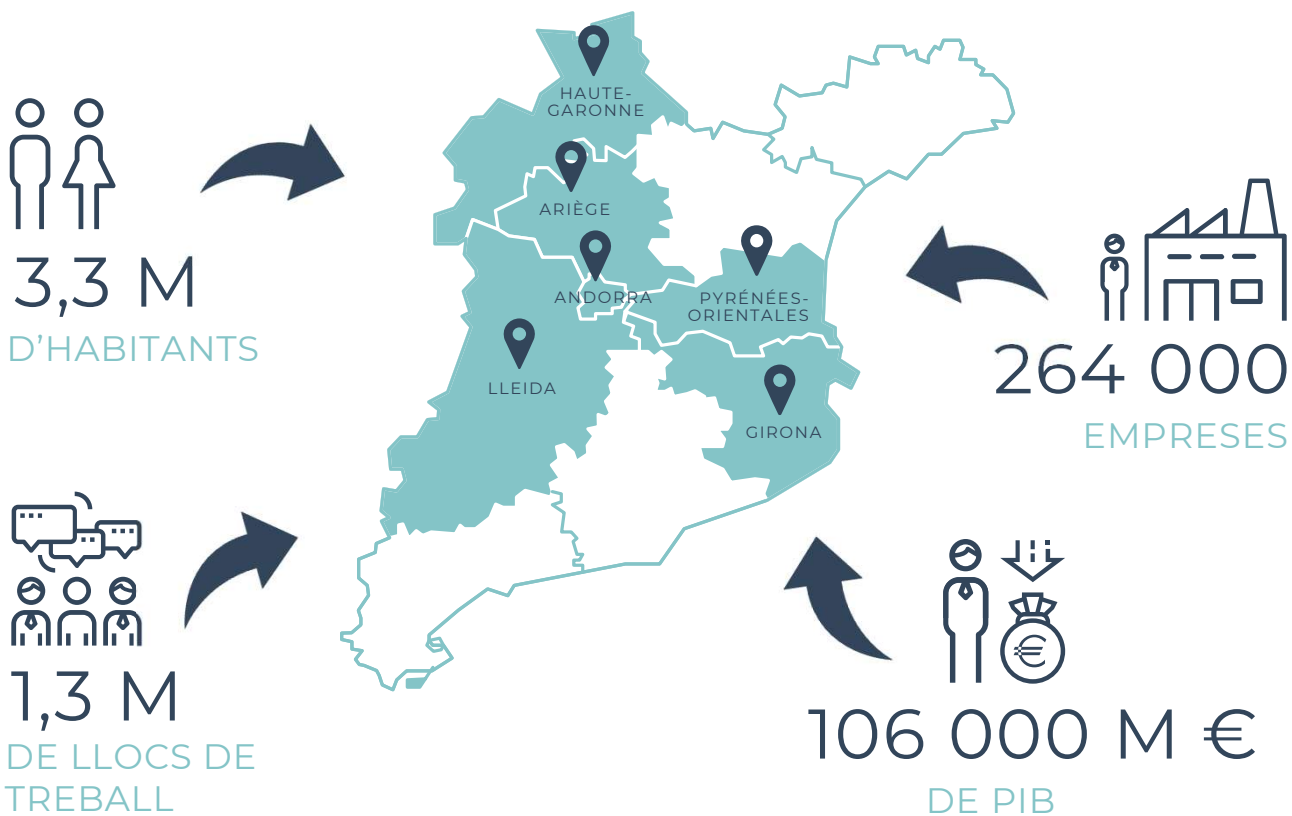 HAUTE-
GARONNE
ARIÈGE
ANDORRA
PYRÉNÉES-
ORIENTALES
LLEIDA
GIRONA
3,3 M
D'HABITANTS
264 000
EMPRESES
1,3 M
DE LLOCS DE
TREBALL
106 000 M €
DE PIB